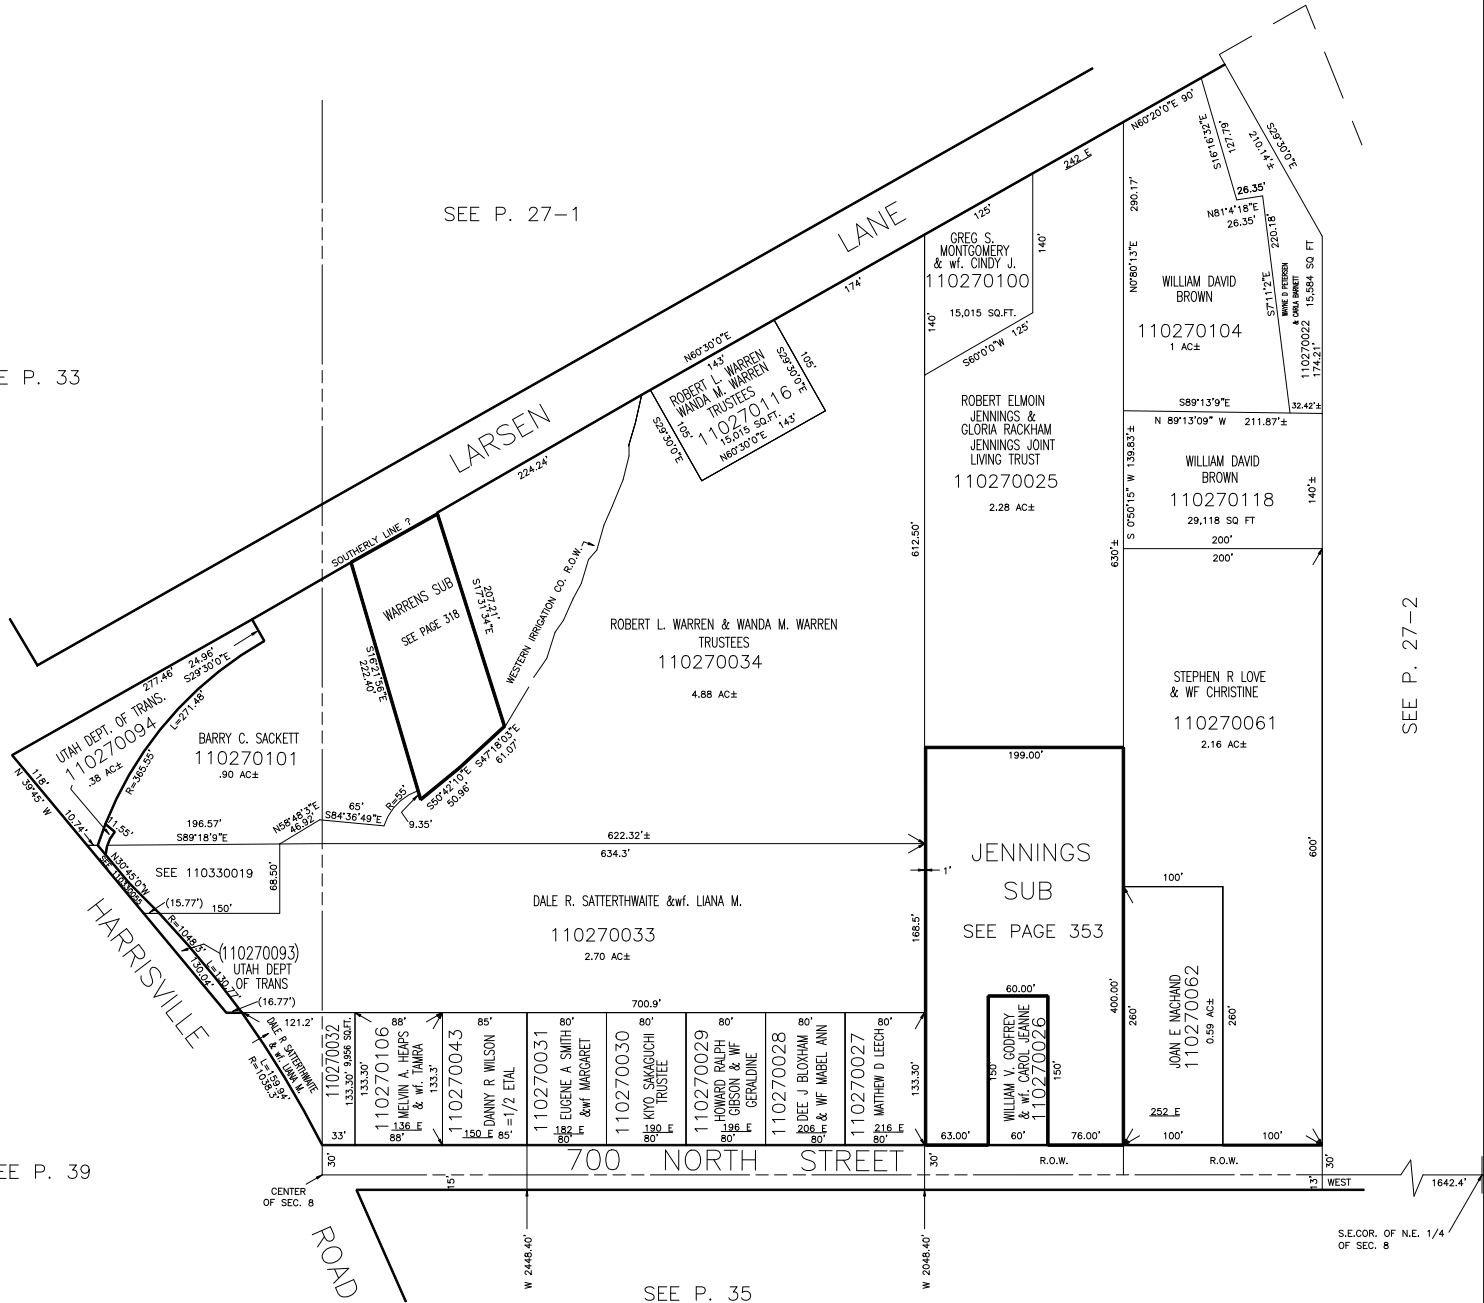 SEE P. 27-1
E P. 33
LARSEN
LANE
242 E
N60°20'0"E 90'
S16°16'32"E
127.79'
S29°30'0"E
210.14'±
26.35'
N81°4'18"E
26.35'
220.18'
S7°11'2"E
290.17'
N0°80'13"E
WILLIAM DAVID
BROWN
110270104
1 AC±
WAYNE D PETERSEN
& CARLA BARNETT
110270022 15,584 SQ FT
174.21'
S89°13'9"E
32.42'±
N 89°13'09" W 211.87'±
S 0°50'15" W 139.83'±
WILLIAM DAVID
BROWN
110270118
29,118 SQ FT
140'±
200'
200'
125'
GREG S.
MONTGOMERY
& wf. CINDY J.
110270100
15,015 SQ.FT.
140'
140'
S60°0'0"W 125'
174'
ROBERT ELMOIN
JENNINGS &
GLORIA RACKHAM
JENNINGS JOINT
LIVING TRUST
110270025
2.28 AC±
612.50'
630'±
N60°30'0"E
143'
ROBERT L. WARREN
WANDA M. WARREN
TRUSTEES
110270116
15,015 SQ.FT.
N60°30'0"E 143'
S29°30'0"E
105'
S29°30'0"E
105'
224.24'
SOUTHERLY LINE ?
WARRENS SUB
SEE PAGE 318
207.21'
S17°31'34"E
S16°21'56"E
222.40'
WESTERN IRRIGATION CO. R.O.W.
S47°18'03"E
61.07'
S50°42'10"E
50.96'
ROBERT L. WARREN & WANDA M. WARREN
TRUSTEES
110270034
4.88 AC±
277.46'
24.96'
S29°30'0"E
UTAH DEPT. OF TRANS.
110270094
.38 AC±
L=271.48'
R=365.55'
BARRY C. SACKETT
110270101
.90 AC±
118'
N 39°45' W
10.74'
11.55'
196.57'
S89°18'9"E
N58°48'3"E
46.92'
65'
S84°36'49"E
R=55'
9.35'
622.32'±
634.3'
SEE 110330019
68.50'
150'
N30°45'0"W
SEE 110330055
(15.77')
R=1048.3'
L=130.77'
130.04'
(110270093)
UTAH DEPT
OF TRANS
(16.77')
HARRISVILLE
ROAD
DALE R. SATTERTHWAITE &wf. LIANA M.
110270033
2.70 AC±
700.9'
1'
168.5'
121.2'
DALE R SATTERTHWAITE
& wf. LIANA M.
L=159.94'
R=1038.3'
199.00'
JENNINGS
SUB
SEE PAGE 353
400.00'
60.00'
WILLIAM V. GODFREY
& wf. CAROL JEANNE
110270026
150'
150'
63.00'
60'
76.00'
STEPHEN R LOVE
& WF CHRISTINE
110270061
2.16 AC±
600'
SEE P. 27-2
100'
JOAN E NACHAND
110270062
0.59 AC±
260'
260'
252 E
100'
100'
110270032
133.30' 9,956 SQ.FT.
33'
88'
110270106
MELVIN A. HEAPS
& wf. TAMRA
133.30'
133.3'
136 E
88'
85'
110270043
DANNY R WILSON
=1/2 ETAL
150 E 85'
80'
110270031
EUGENE A SMITH
&wf MARGARET
182 E
80'
80'
110270030
KIYO SAKAGUCHI
TRUSTEE
190 E
80'
80'
110270029
HOWARD RALPH
GIBSON & WF
GERALDINE
196 E
80'
80'
110270028
DEE J BLOXHAM
& WF MABEL ANN
206 E
80'
80'
110270027
MATTHEW D LEECH
133.30'
216 E
80'
700 NORTH STREET
30'
15'
30'
R.O.W.
R.O.W.
30'
13'
WEST
1642.4'
CENTER
OF SEC. 8
W 2448.40'
W 2048.40'
S.E.COR. OF N.E. 1/4
OF SEC. 8
EE P. 39
SEE P. 35